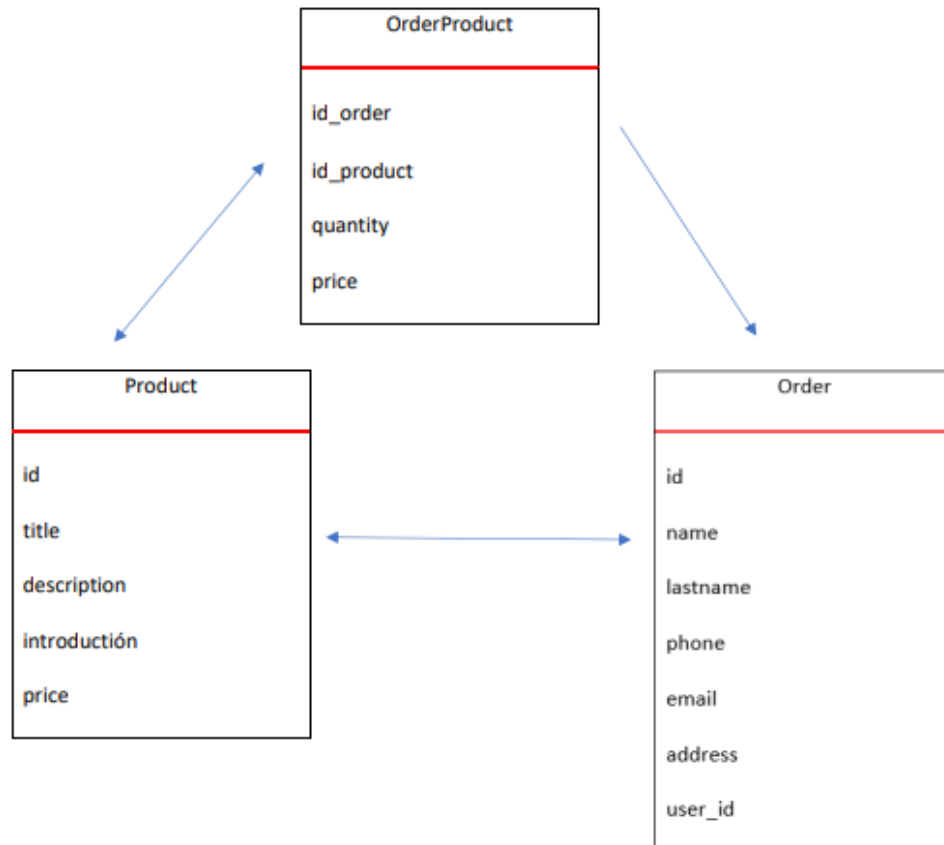 OrderProduct
id_order
id_product
quantity
price
Product
id
title
description
introductión
price
Order
id
name
lastname
phone
email
address
user_id